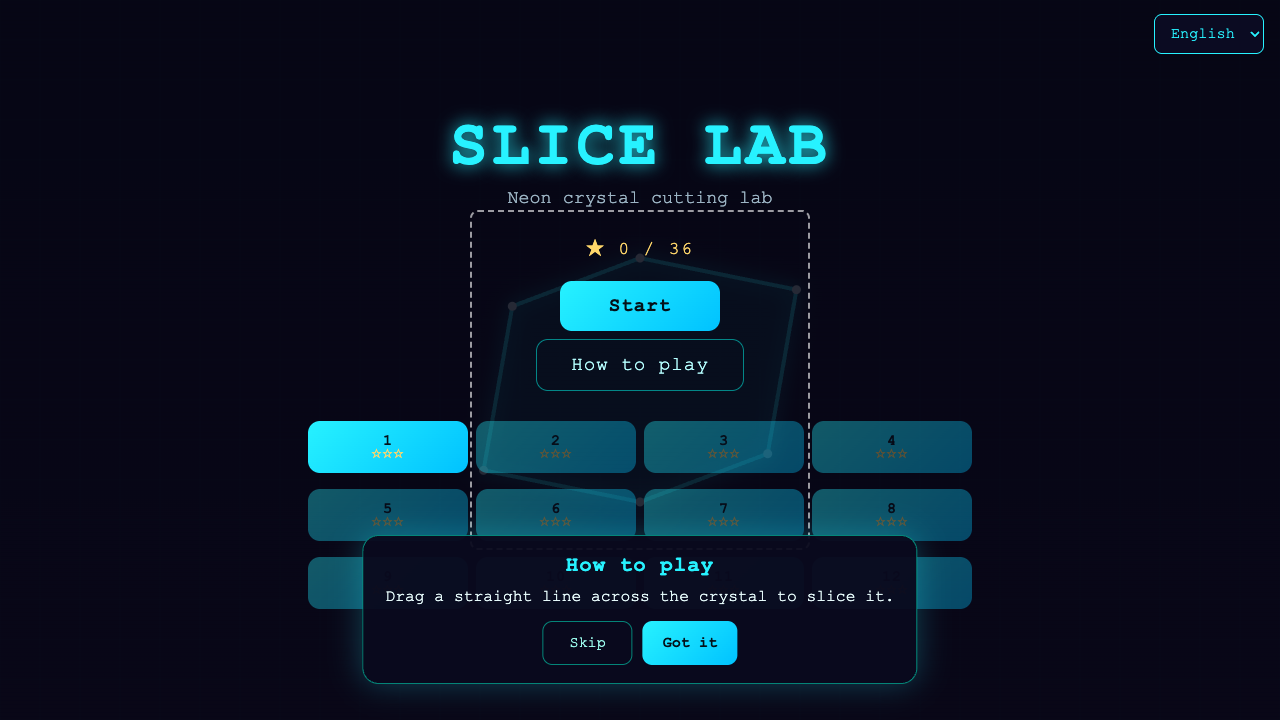 English
SLICE LAB
Neon crystal cutting lab
★ 0 / 36
Start
How to play
1 2 3 4
☆☆☆ ☆☆☆ ☆☆☆ ☆☆☆
5 6 7 8
☆☆☆ ☆☆☆ ☆☆☆ ☆☆☆
How to play
Drag a straight line across the crystal to slice it.
Skip Got it